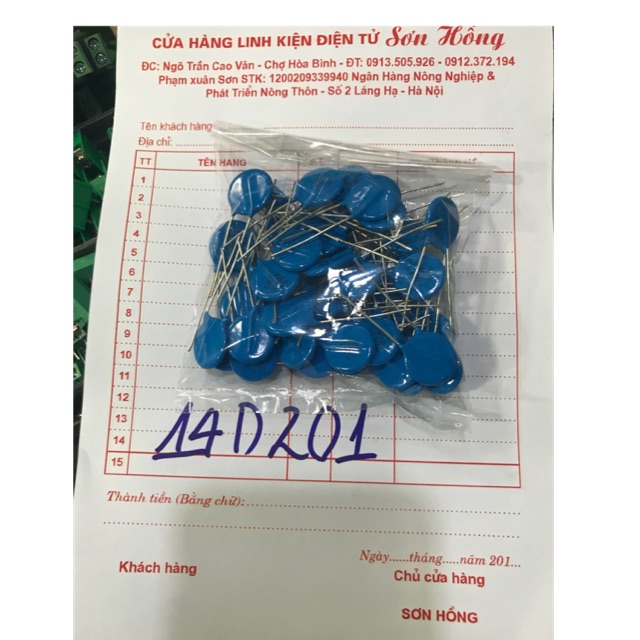 CỬA HÀNG LINH KIỆN ĐIỆN TỬ Sơn Hồng
ĐC: Ngõ Trần Cao Vân - Chợ Hòa Bình - ĐT: 0913.505.926 - 0912.372.194
Phạm xuân Sơn STK: 1200209339940 Ngân Hàng Nông Nghiệp &
Phát Triển Nông Thôn - Số 2 Láng Hạ - Hà Nội
Tên khách hàng
Địa chỉ:
TT TÊN HÀNG
1
2
3
4
5
6
7
8
9
10
11
12
13
14
15
14D201
Thành tiền (Bằng chữ):
Ngày......tháng.....năm 201...
Khách hàng Chủ cửa hàng
SƠN HỒNG